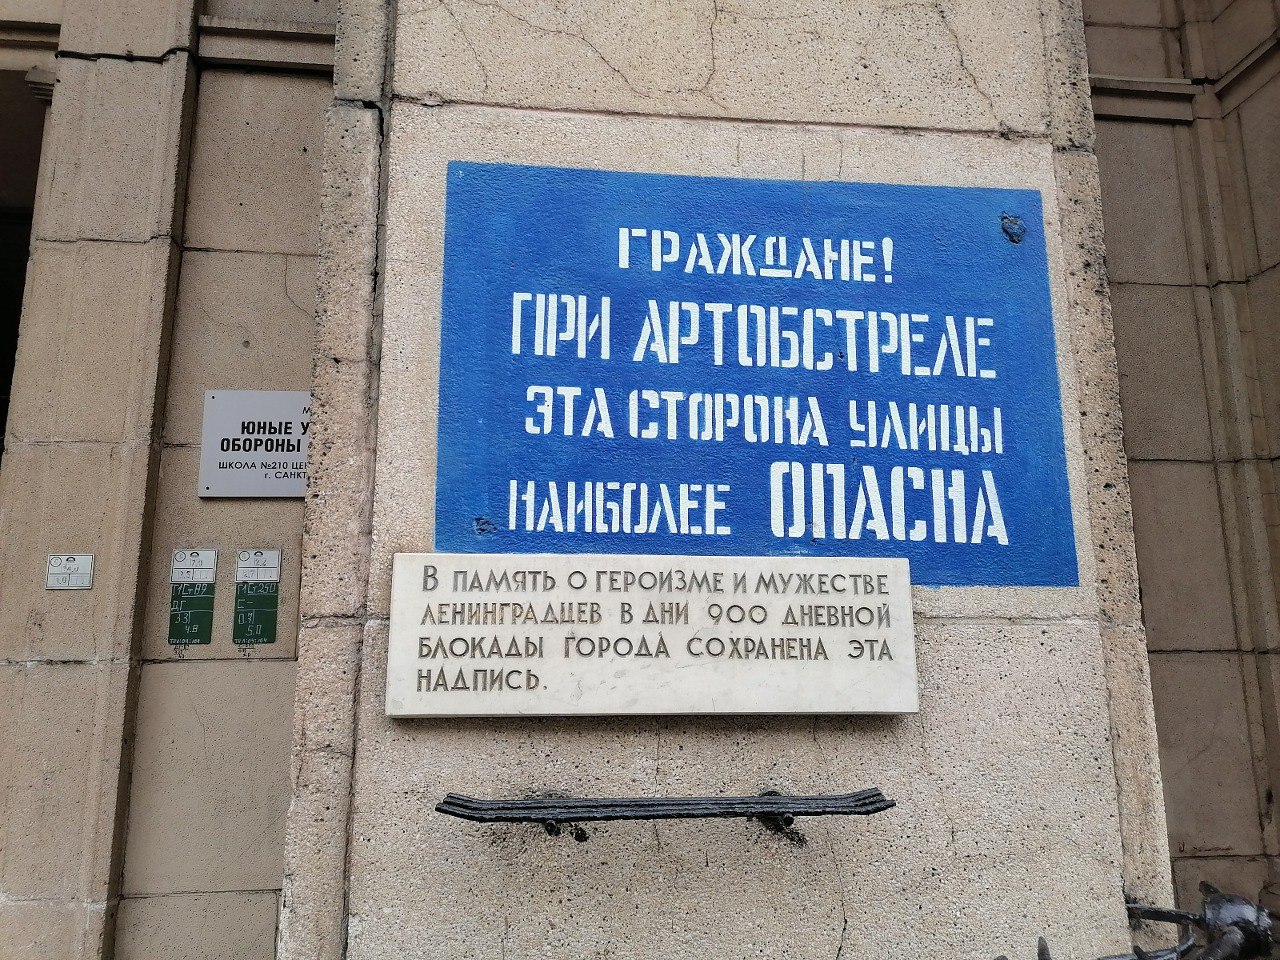 ГРАЖДАНЕ!
ПРИ АРТОБСТРЕЛЕ
ЭТА СТОРОНА УЛИЦЫ
НАИБОЛЕЕ ОПАСНА
В ПАМЯТЬ О ГЕРОИЗМЕ И МУЖЕСТВЕ
ЛЕНИНГРАДЦЕВ В ДНИ 900 ДНЕВНОЙ
БЛОКАДЫ ГОРОДА СОХРАНЕНА ЭТА
НАДПИСЬ.
ЮНЫЕ
ОБОРОНЫ
ШКОЛА №210
г.